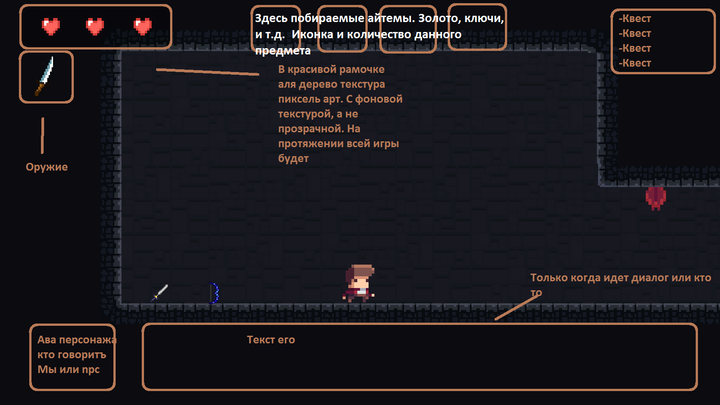 Здесь побираемые айтемы. Золото, ключи,
и т.д. Иконка и количество данного
предмета
-Квест
-Квест
-Квест
-Квест
В красивой рамочке
аля дерево текстура
пиксель арт. С фоновой
текстурой, а не
прозрачной. На
протяжении всей игры
будет
Оружие
Только когда идет диалог или кто
то
Ава персонажа
кто говоритъ
Мы или прс
Текст его